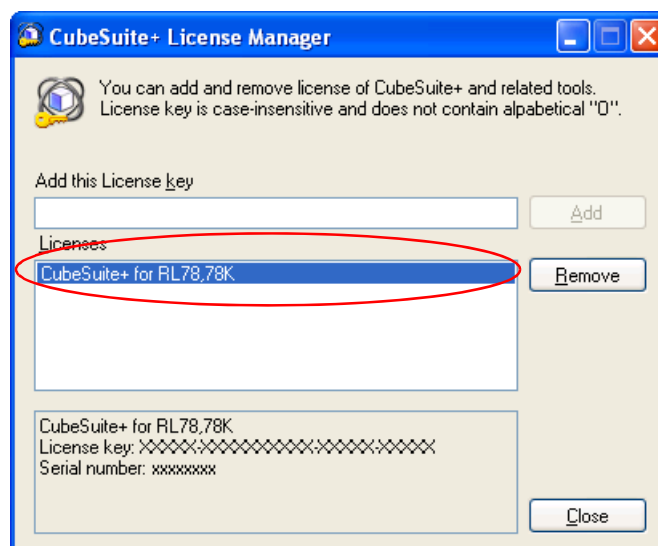 CubeSuite+ License Manager
You can add and remove license of CubeSuite+ and related tools.
License key is case-insensitive and does not contain alpabetical "O".
Add this License key
Add
Licenses
CubeSuite+ for RL78,78K
Remove
CubeSuite+ for RL78,78K
License key: XXXXX-XXXXXXXXXX-XXXXX-XXXXX
Serial number: xxxxxxxx
Close